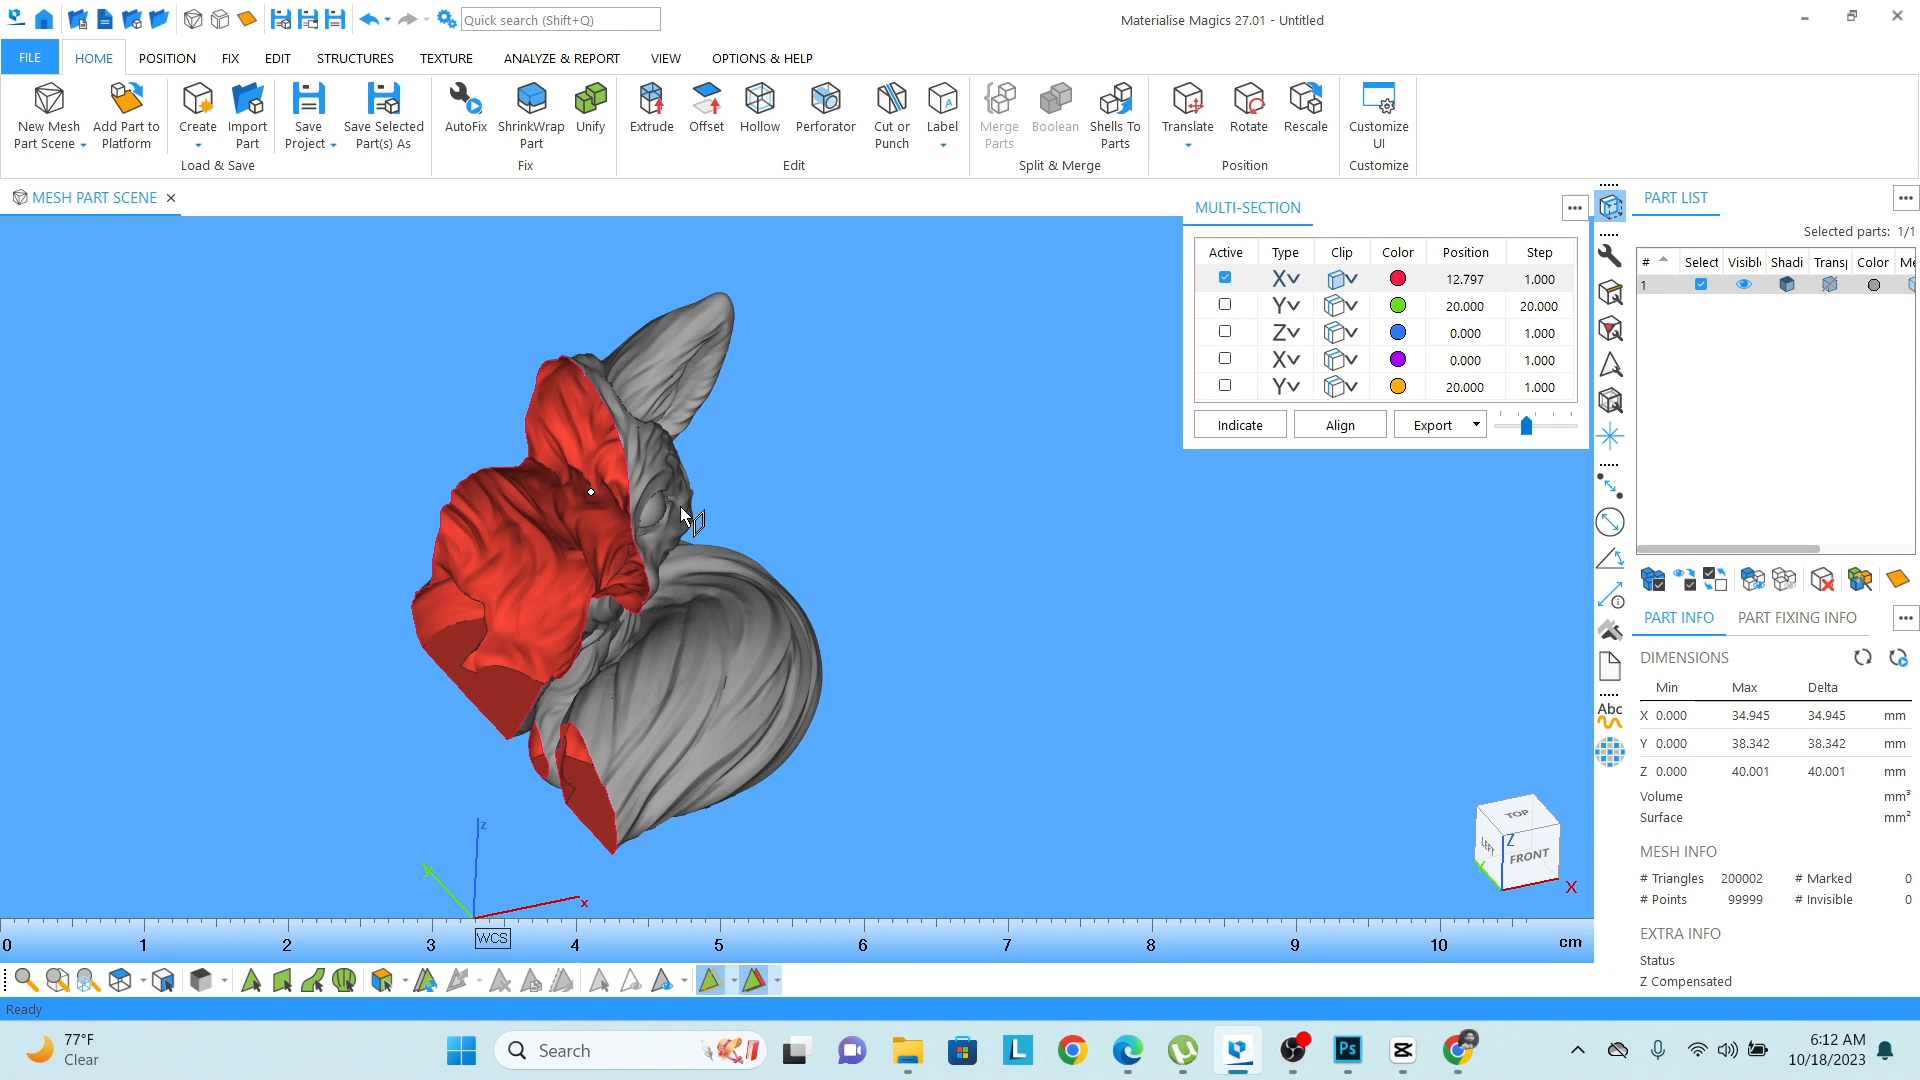 Quick search (Shift+Q)
Materialise Magics 27.01 - Untitled
FILE HOME POSITION FIX EDIT STRUCTURES TEXTURE ANALYZE & REPORT VIEW OPTIONS & HELP
New Mesh Part Scene
Add Part to Platform
Create
Import Part
Save Project
Save Selected Part(s) As
Load & Save
AutoFix
ShrinkWrap Part
Unify
Fix
Extrude
Offset
Hollow
Perforator
Cut or Punch
Label
Edit
Merge Parts
Boolean
Shells To Parts
Split & Merge
Translate
Rotate
Rescale
Position
Customize UI
Customize
MESH PART SCENE
MULTI-SECTION
Active Type Clip Color Position Step
X 12.797 1.000
Y 20.000 20.000
Z 0.000 1.000
X 0.000 1.000
Y 20.000 1.000
Indicate Align Export
Abc
PART LIST
Selected parts: 1/1
# Select Visibl Shadi Transp Color Me
1
PART INFO PART FIXING INFO
DIMENSIONS
Min Max Delta
X 0.000 34.945 34.945 mm
Y 0.000 38.342 38.342 mm
Z 0.000 40.001 40.001 mm
Volume mm³
Surface mm²
MESH INFO
# Triangles 200002 # Marked 0
# Points 99999 # Invisible 0
EXTRA INFO
Status
Z Compensated
TOP
LEFT
FRONT
Z
Y
X
z
y
x
WCS
0 1 2 3 4 5 6 7 8 9 10 cm
Ready
77°F
Clear
Search
L
Ps
6:12 AM
10/18/2023